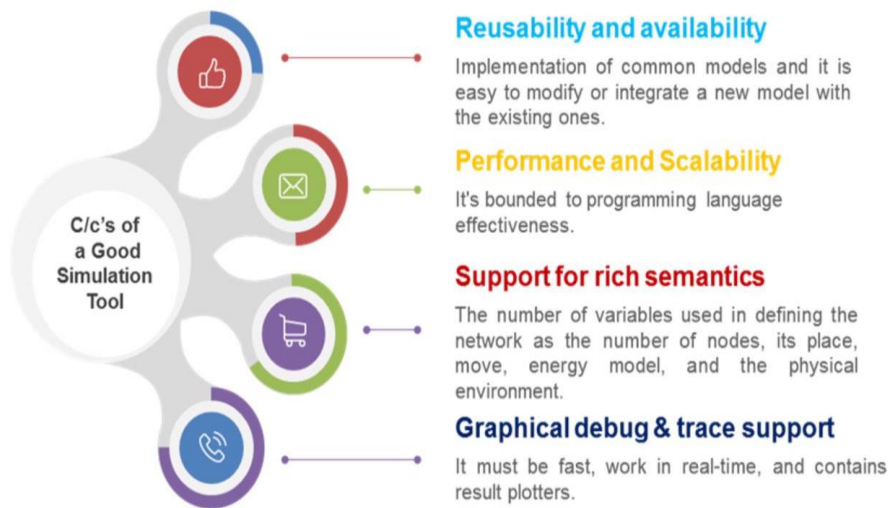 C/c's of
a Good
Simulation
Tool
Reusability and availability
Implementation of common models and it is
easy to modify or integrate a new model with
the existing ones.
Performance and Scalability
It's bounded to programming language
effectiveness.
Support for rich semantics
The number of variables used in defining the
network as the number of nodes, its place,
move, energy model, and the physical
environment.
Graphical debug & trace support
It must be fast, work in real-time, and contains
result plotters.